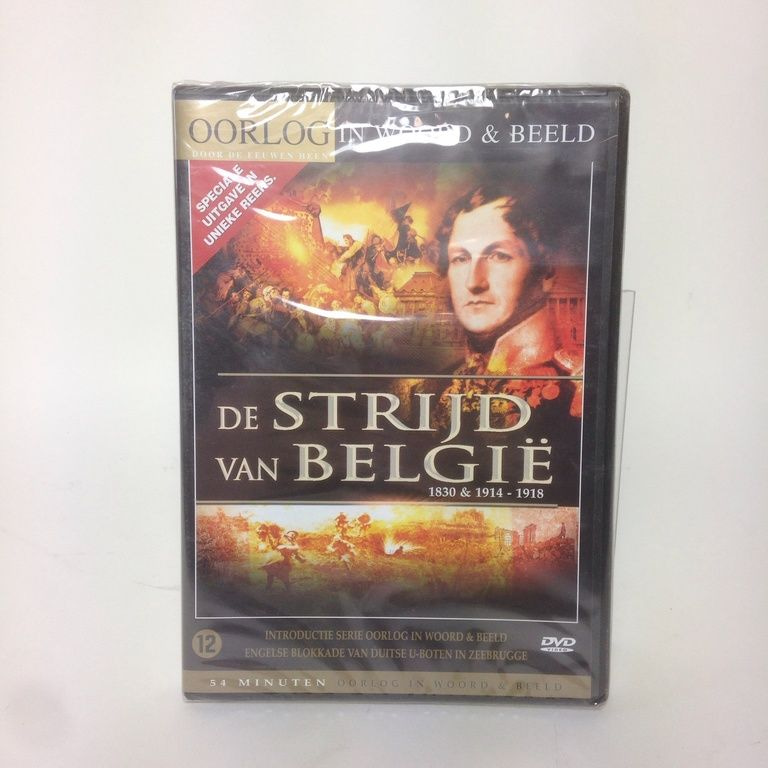 OORLOG IN WOORD & BEELD
DOOR DE EEUWEN HEEN
SPECIALE
UITGAVE IN
UNIEKE REEKS.
DE STRIJD
VAN BELGIË
1830 & 1914 - 1918
INTRODUCTIE SERIE OORLOG IN WOORD & BEELD
ENGELSE BLOKKADE VAN DUITSE U-BOTEN IN ZEEBRUGGE
12
DVD
VIDEO
54 MINUTEN OORLOG IN WOORD & BEELD